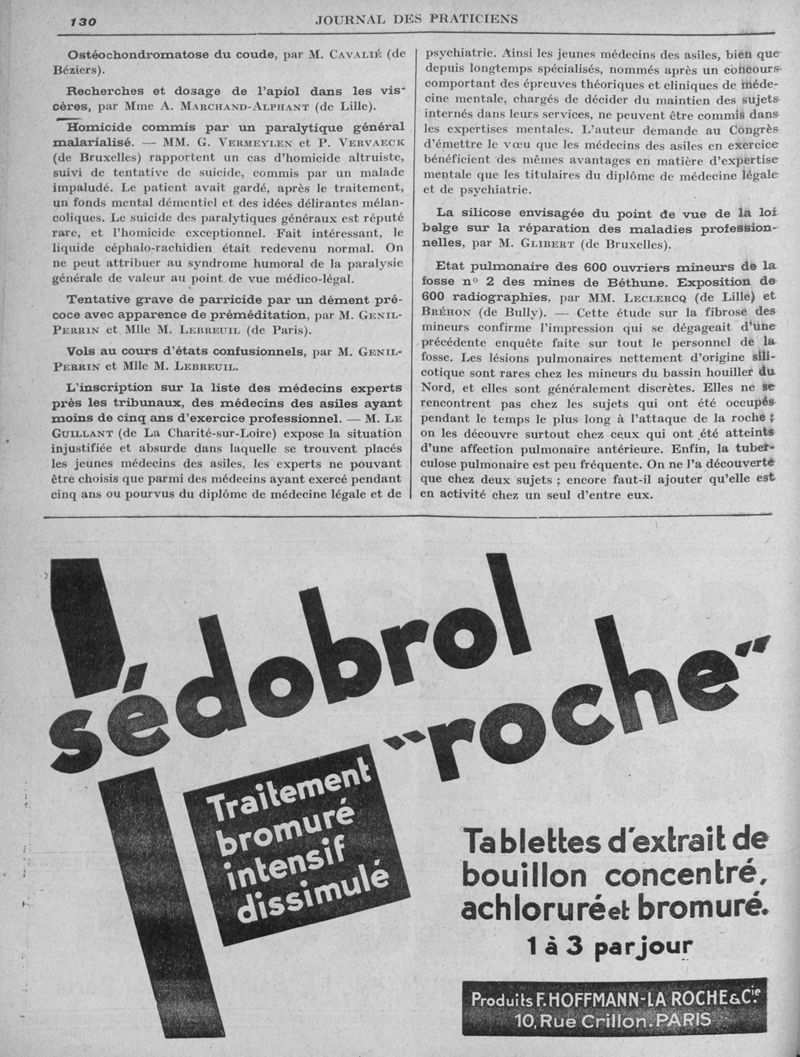 130
JOURNAL DES PRATICIENS
Ostéochondromatose du coude, par M. CAVALIÉ (de
Béziers).
Recherches et dosage de l'apiol dans les vis-
cères, par Mme A. MARCHAND-ALPHANT (de Lille).
Homicide commis par un paralytique général
malarialisé. — MM. G. VERMEYLEN et P. VERVAECK
(de Bruxelles) rapportent un cas d'homicide altruiste,
suivi de tentative de suicide, commis par un malade
impaludé. Le patient avait gardé, après le traitement,
un fonds mental démentiel et des idées délirantes mélan-
coliques. Le suicide des paralytiques généraux est réputé
rare, et l'homicide exceptionnel. Fait intéressant, le
liquide céphalo-rachidien était redevenu normal. On
ne peut attribuer au syndrome humoral de la paralysie
générale de valeur au point de vue médico-légal.
Tentative grave de parricide par un dément pré-
coce avec apparence de préméditation, par M. GENIL-
PERRIN et Mlle M. LEBREUIL (de Paris).
Vols au cours d'états confusionnels, par M. GENIL-
PERRIN et Mlle M. LEBREUIL.
L'inscription sur la liste des médecins experts
près les tribunaux, des médecins des asiles ayant
moins de cinq ans d'exercice professionnel. — M. LE
GUILLANT (de La Charité-sur-Loire) expose la situation
injustifiée et absurde dans laquelle se trouvent placés
les jeunes médecins des asiles, les experts ne pouvant
être choisis que parmi des médecins ayant exercé pendant
cinq ans ou pourvus du diplôme de médecine légale et de
psychiatrie. Ainsi les jeunes médecins des asiles, bien que
depuis longtemps spécialisés, nommés après un concours
comportant des épreuves théoriques et cliniques de méde-
cine mentale, chargés de décider du maintien des sujets
internés dans leurs services, ne peuvent être commis dans
les expertises mentales. L'auteur demande au Congrès
d'émettre le vœu que les médecins des asiles en exercice
bénéficient des mêmes avantages en matière d'expertise
mentale que les titulaires du diplôme de médecine légale
et de psychiatrie.
La silicose envisagée du point de vue de la loi
belge sur la réparation des maladies profession-
nelles, par M. GLIBERT (de Bruxelles).
Etat pulmonaire des 600 ouvriers mineurs de la
fosse n° 2 des mines de Béthune. Exposition de
600 radiographies, par MM. LECLERCQ (de Lille) et
BRÉHON (de Bully). — Cette étude sur la fibrose des
mineurs confirme l'impression qui se dégageait d'une
précédente enquête faite sur tout le personnel de la
fosse. Les lésions pulmonaires nettement d'origine sili-
cotique sont rares chez les mineurs du bassin houiller du
Nord, et elles sont généralement discrètes. Elles ne se
rencontrent pas chez les sujets qui ont été occupés
pendant le temps le plus long à l'attaque de la roche ;
on les découvre surtout chez ceux qui ont été atteints
d'une affection pulmonaire antérieure. Enfin, la tuber-
culose pulmonaire est peu fréquente. On ne l'a découverte
que chez deux sujets ; encore faut-il ajouter qu'elle est
en activité chez un seul d'entre eux.
sédobrol
"roche"
Traitement
bromuré
intensif
dissimulé
Tablettes d'extrait de
bouillon concentré,
achloruré et bromuré.
1 à 3 par jour
Produits F. HOFFMANN-LA ROCHE & Cie
10, Rue Crillon. PARIS